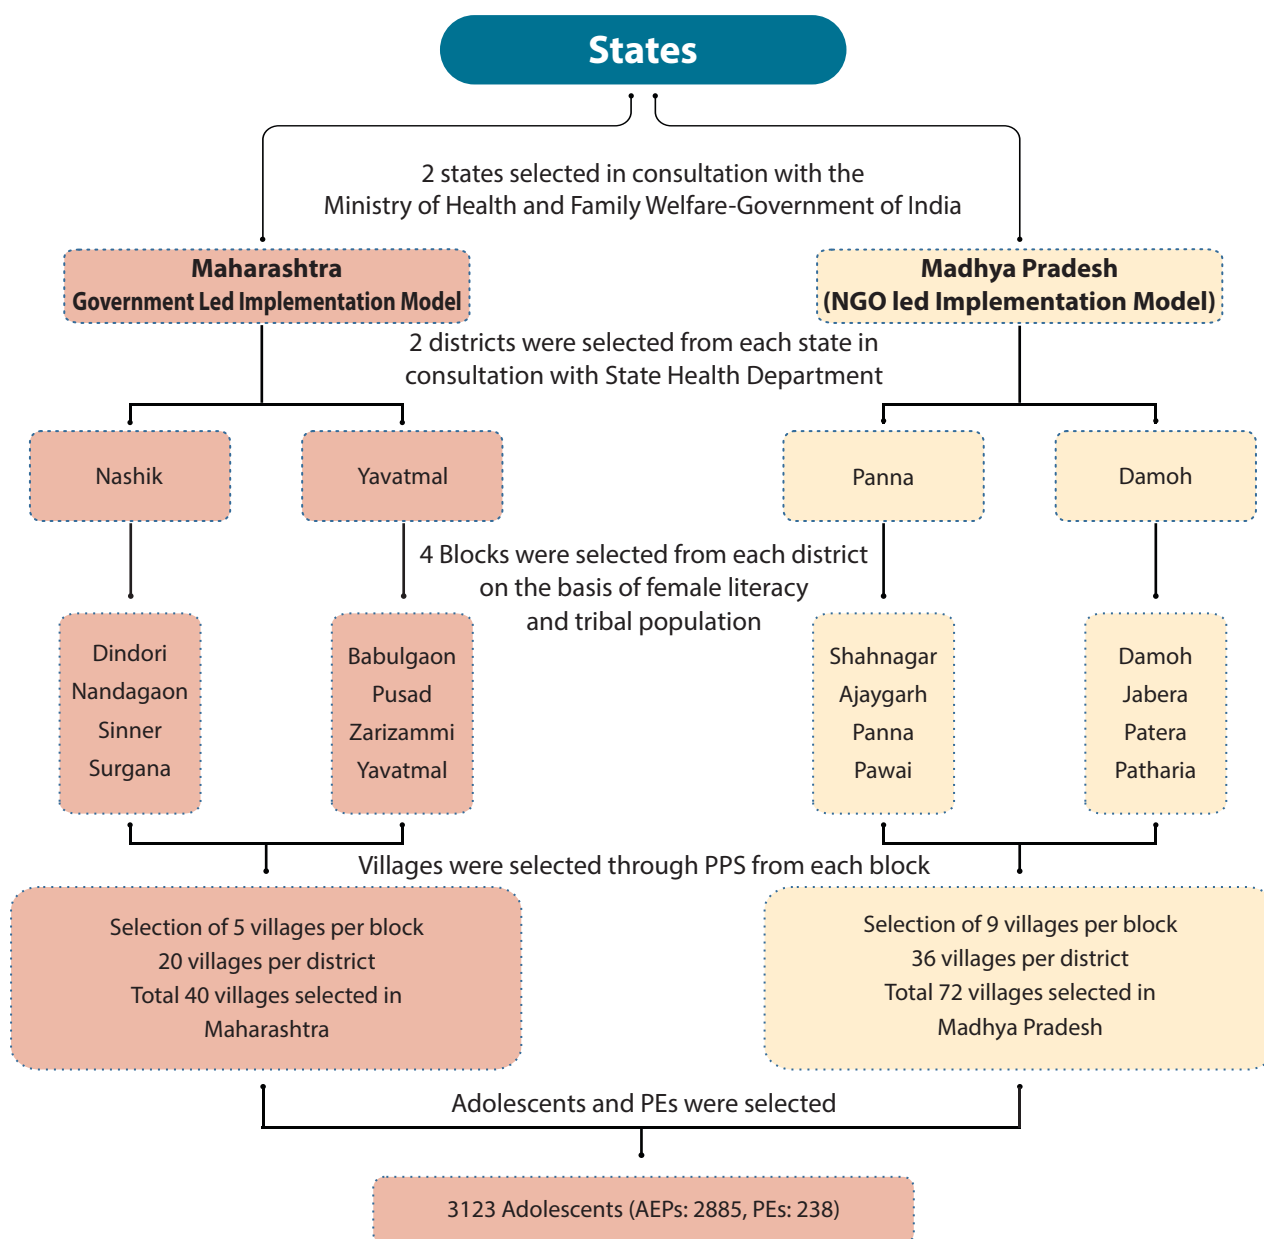 States
2 states selected in consultation with the
Ministry of Health and Family Welfare-Government of India
Maharashtra
Government Led Implementation Model
Madhya Pradesh
(NGO led Implementation Model)
2 districts were selected from each state in
consultation with State Health Department
Nashik
Yavatmal
Panna
Damoh
4 Blocks were selected from each district
on the basis of female literacy
and tribal population
Dindori
Nandagaon
Sinner
Surgana
Babulgaon
Pusad
Zarizammi
Yavatmal
Shahnagar
Ajaygarh
Panna
Pawai
Damoh
Jabera
Patera
Patharia
Villages were selected through PPS from each block
Selection of 5 villages per block
20 villages per district
Total 40 villages selected in
Maharashtra
Selection of 9 villages per block
36 villages per district
Total 72 villages selected in
Madhya Pradesh
Adolescents and PEs were selected
3123 Adolescents (AEPs: 2885, PEs: 238)